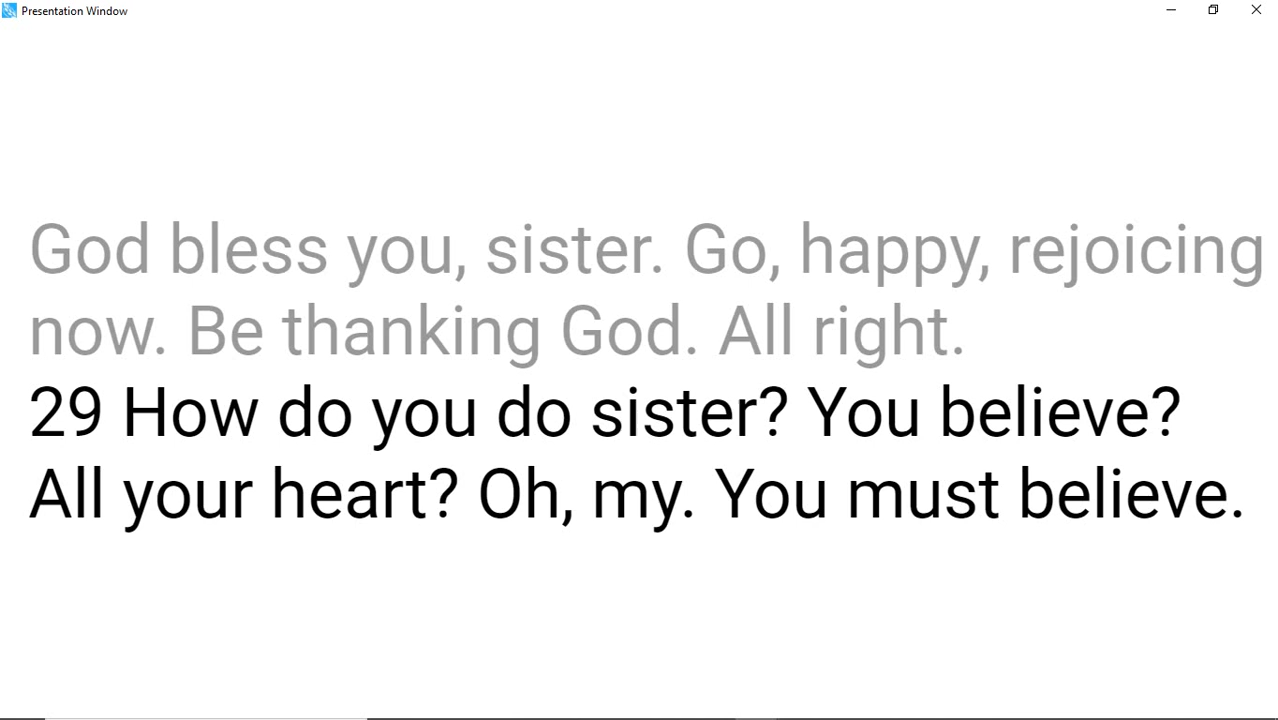 Presentation Window
God bless you, sister. Go, happy, rejoicing
now. Be thanking God. All right.
29 How do you do sister? You believe?
All your heart? Oh, my. You must believe.